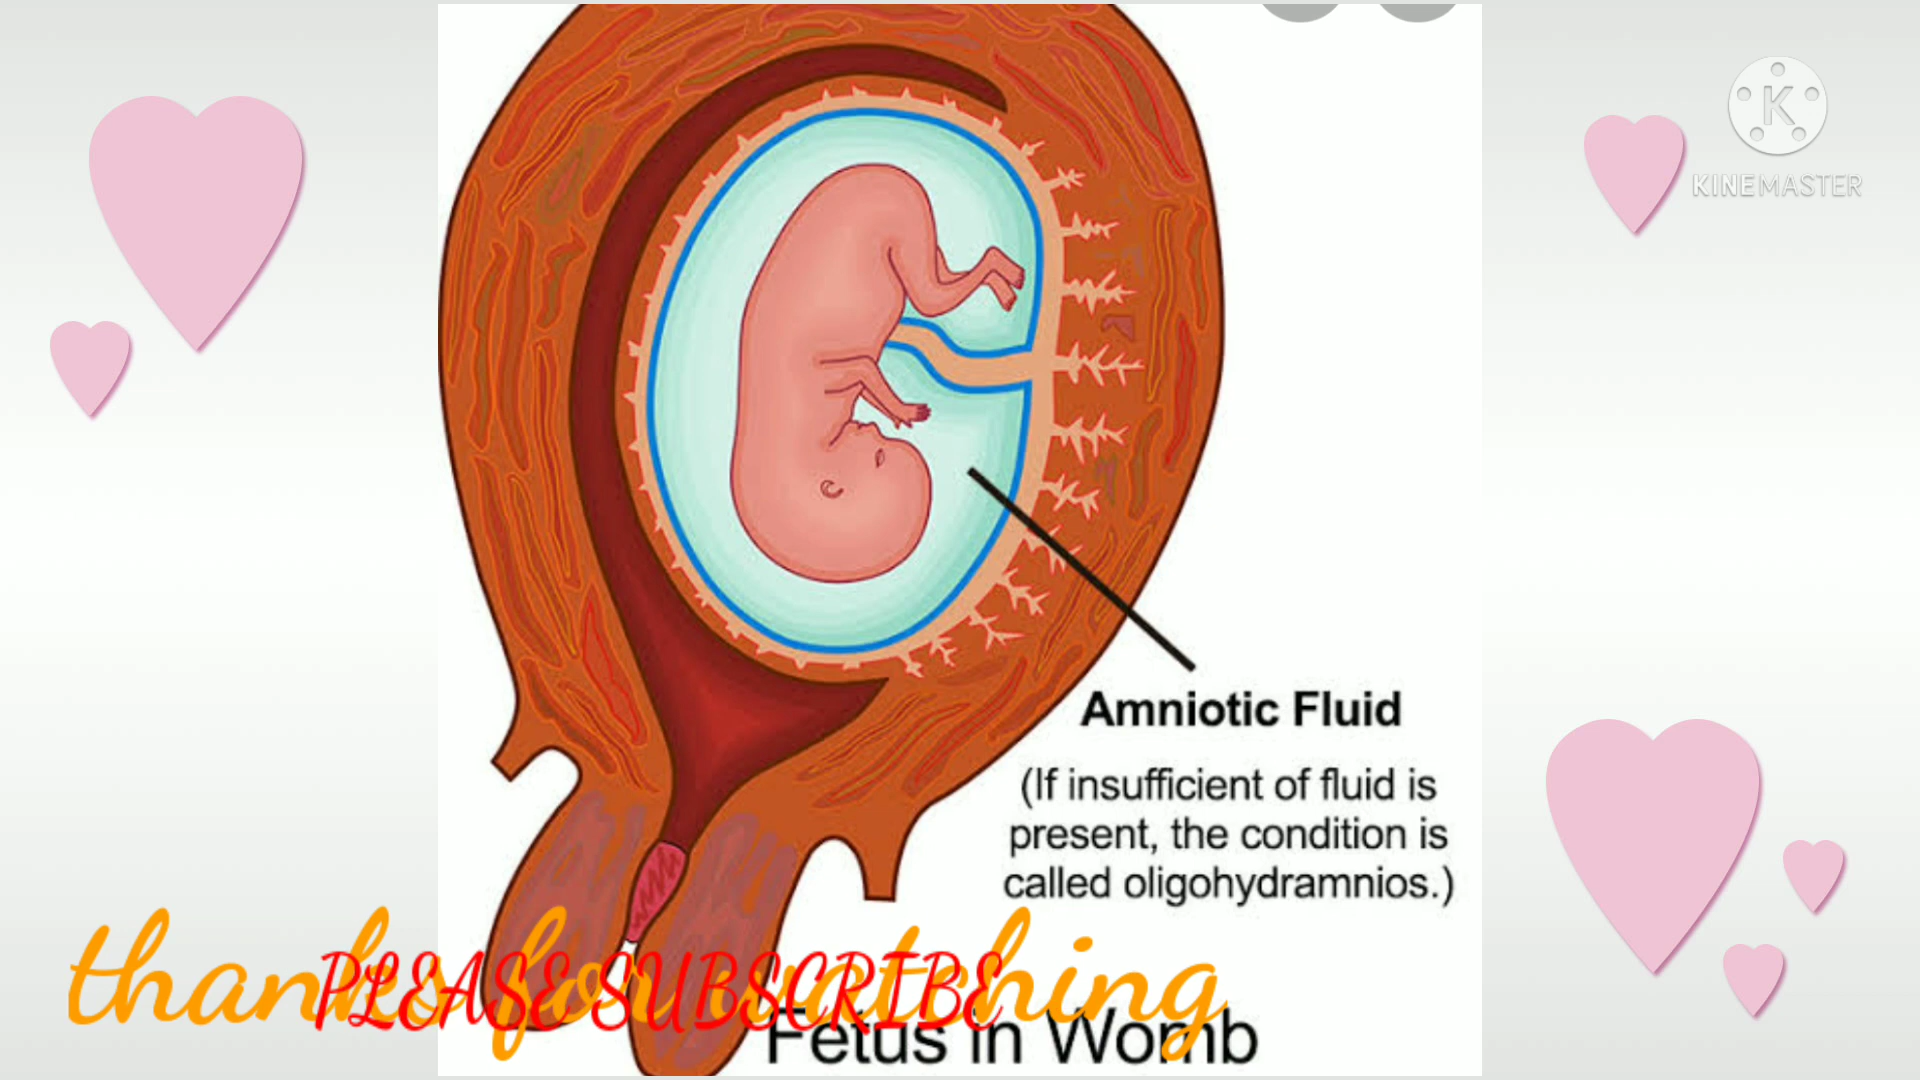 KINEMASTER
Amniotic Fluid
(If insufficient of fluid is
present, the condition is
called oligohydramnios.)
thanks for watching
PLEASE SUBSCRIBE
Fetus in Womb